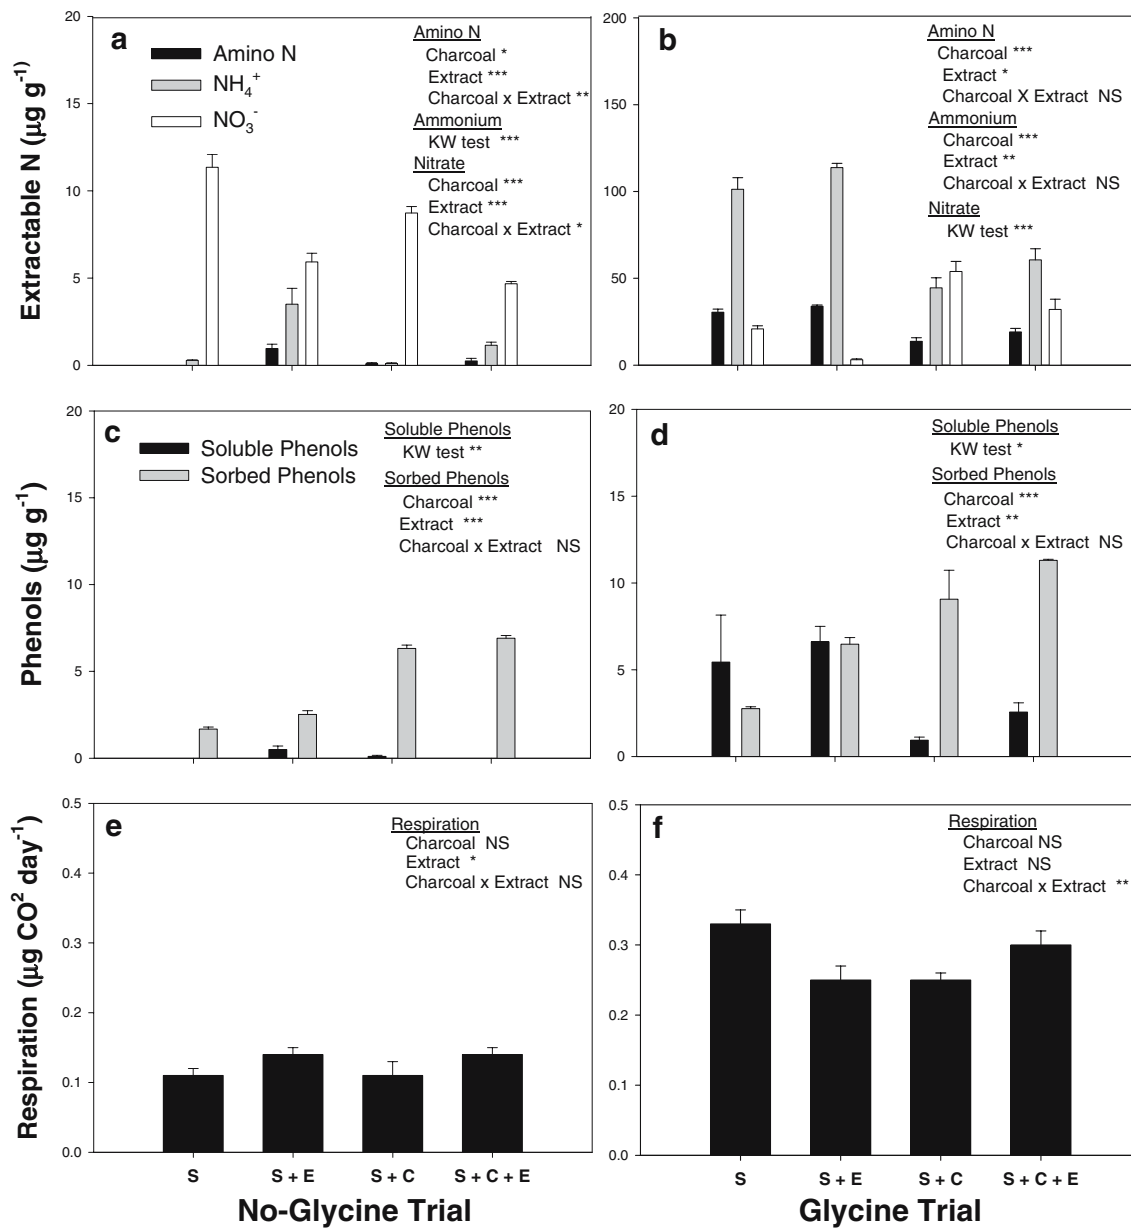 Extractable N (µg g⁻¹)
20
15
10
5
0
a
Amino N
NH₄⁺
NO₃⁻
Amino N
Charcoal *
Extract ***
Charcoal x Extract **
Ammonium
KW test ***
Nitrate
Charcoal ***
Extract ***
Charcoal x Extract *
200
150
100
50
0
b
Amino N
Charcoal ***
Extract *
Charcoal X Extract NS
Ammonium
Charcoal ***
Extract **
Charcoal x Extract NS
Nitrate
KW test ***
Phenols (µg g⁻¹)
20
15
10
5
0
c
Soluble Phenols
Sorbed Phenols
Soluble Phenols
KW test **
Sorbed Phenols
Charcoal ***
Extract ***
Charcoal x Extract NS
20
15
10
5
0
d
Soluble Phenols
KW test *
Sorbed Phenols
Charcoal ***
Extract **
Charcoal x Extract NS
Respiration (µg CO² day⁻¹)
0.5
0.4
0.3
0.2
0.1
0.0
e
Respiration
Charcoal NS
Extract *
Charcoal x Extract NS
S
S + E
S + C
S + C + E
No-Glycine Trial
0.5
0.4
0.3
0.2
0.1
0.0
f
Respiration
Charcoal NS
Extract NS
Charcoal x Extract **
S
S + E
S + C
S + C + E
Glycine Trial